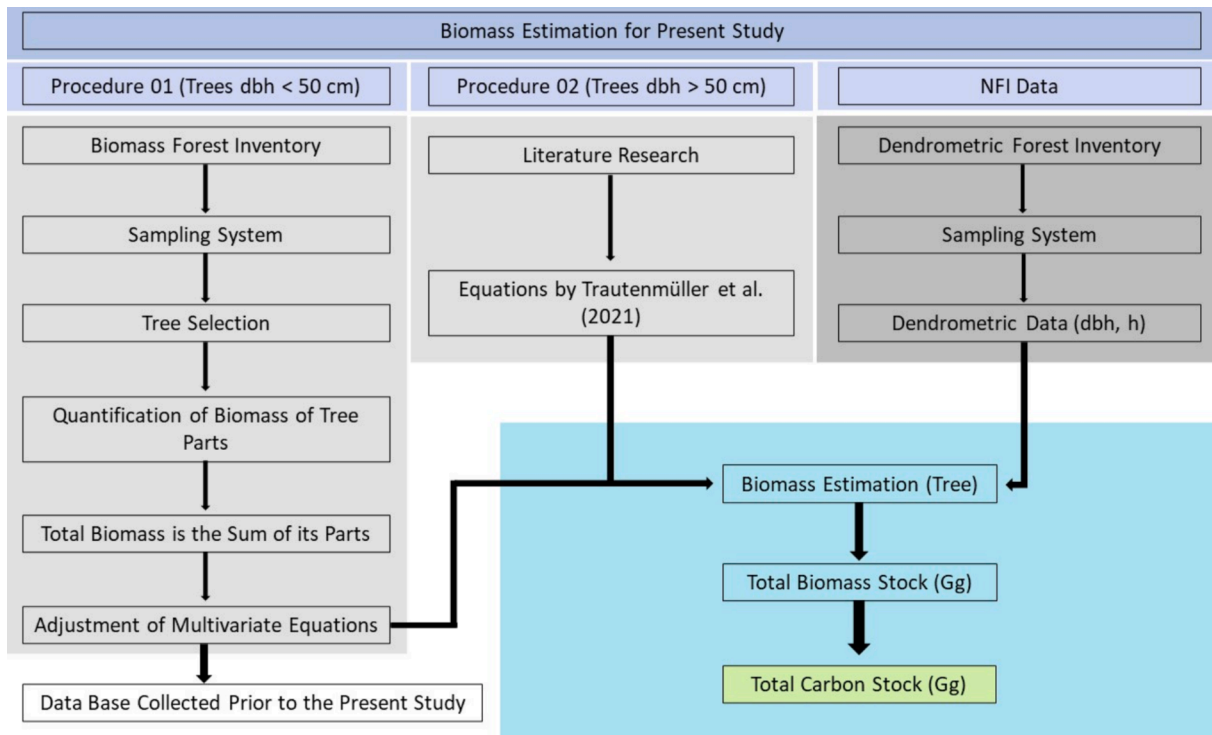 Biomass Estimation for Present Study
Procedure 01 (Trees dbh < 50 cm)
Biomass Forest Inventory
Sampling System
Tree Selection
Quantification of Biomass of Tree
Parts
Total Biomass is the Sum of its Parts
Adjustment of Multivariate Equations
Data Base Collected Prior to the Present Study
Procedure 02 (Trees dbh > 50 cm)
Literature Research
Equations by Trautenmüller et al.
(2021)
NFI Data
Dendrometric Forest Inventory
Sampling System
Dendrometric Data (dbh, h)
Biomass Estimation (Tree)
Total Biomass Stock (Gg)
Total Carbon Stock (Gg)